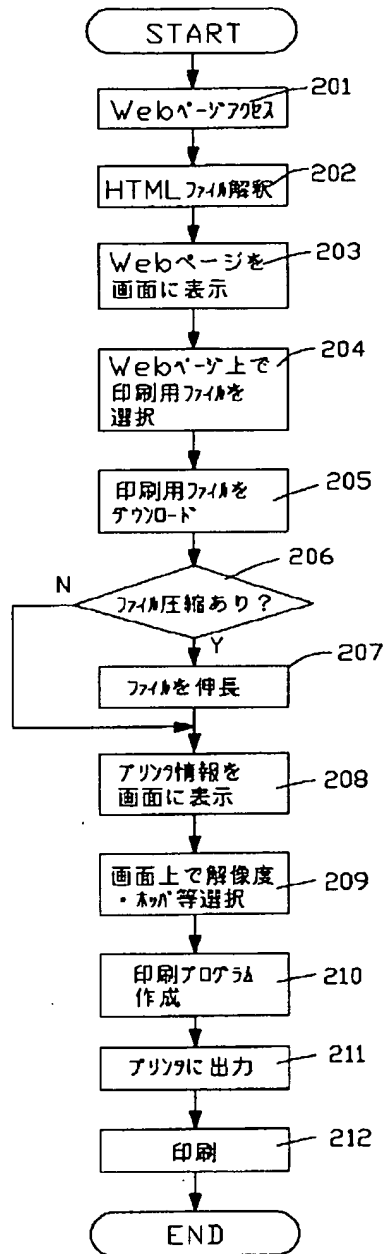 START
Webページアクセス
201
HTMLファイル解釈
202
Webページを
画面に表示
203
Webページ上で
印刷用ファイルを
選択
204
印刷用ファイルを
ダウンロード
205
206
N
ファイル圧縮あり?
Y
207
ファイルを伸長
プリンタ情報を
画面に表示
208
画面上で解像度
・ホッパ等選択
209
印刷プログラム
作成
210
プリンタに出力
211
印刷
212
END